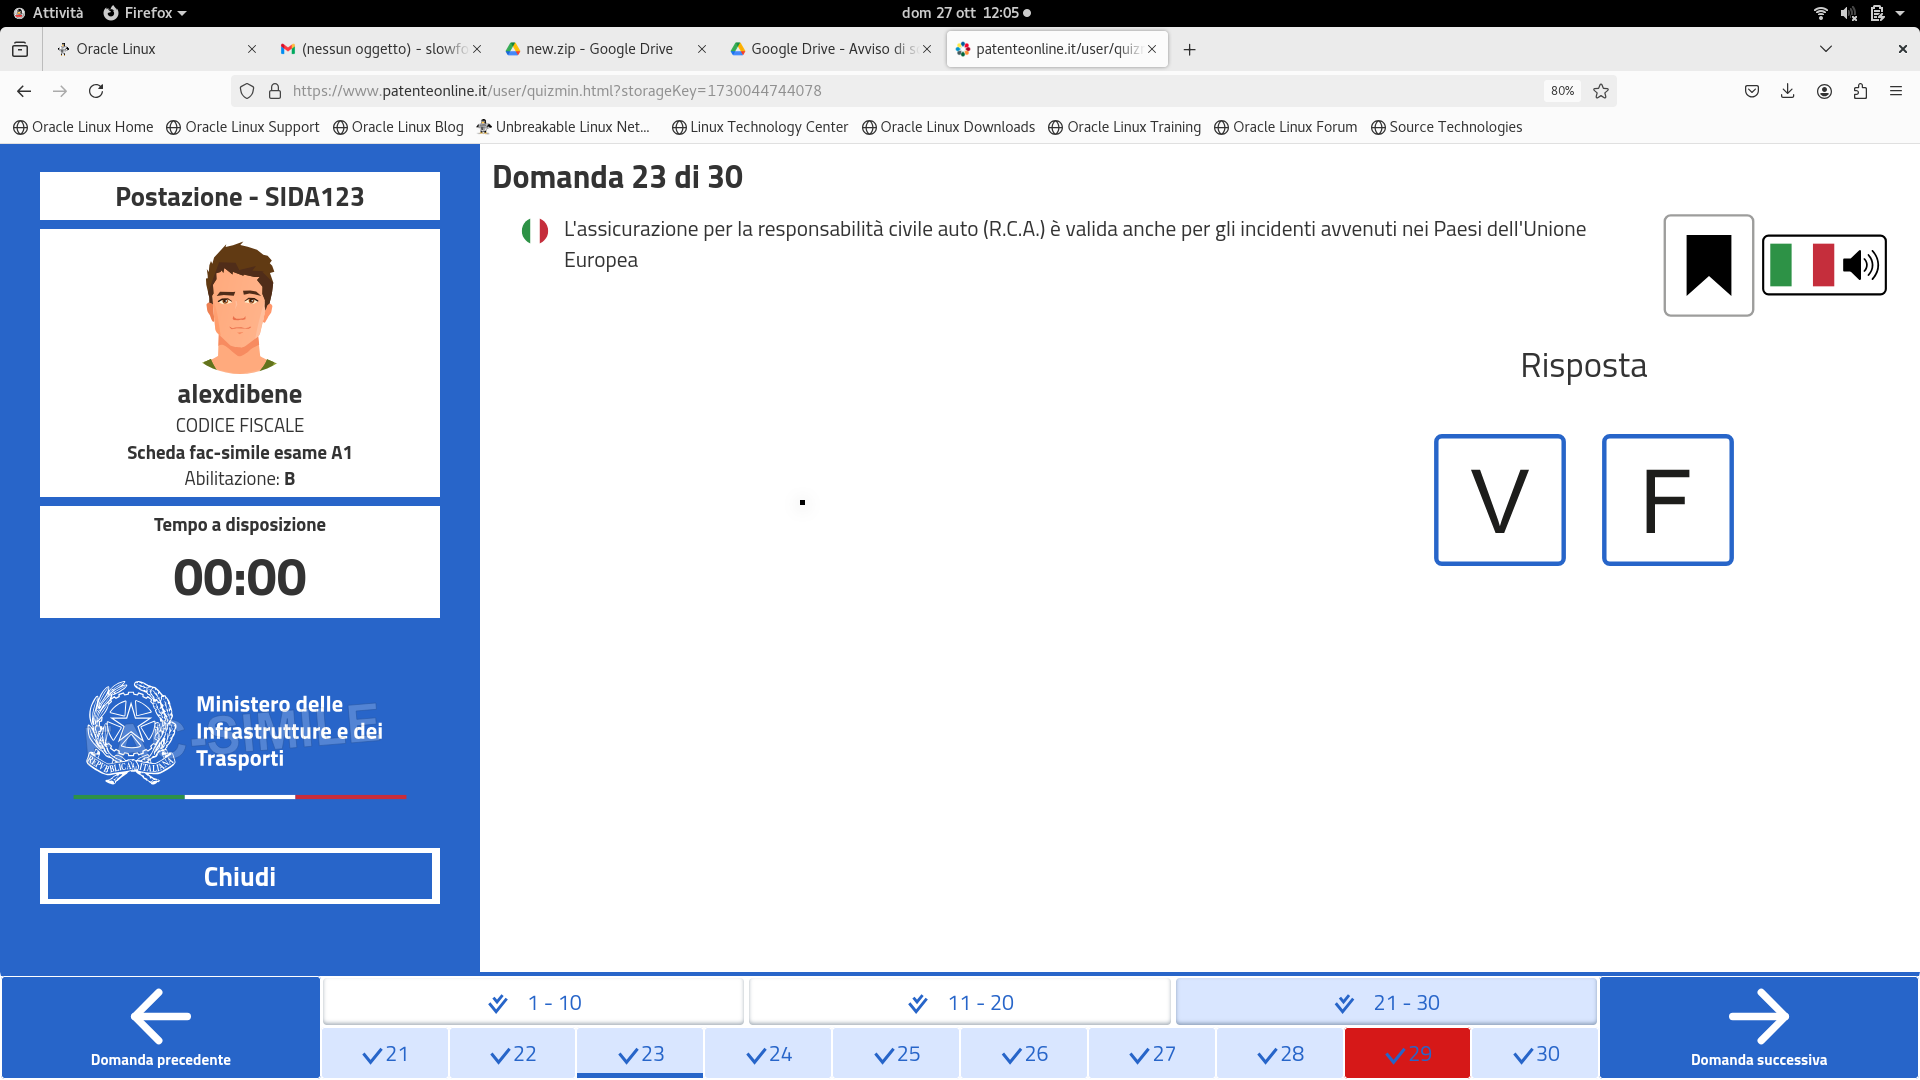 Attività
Firefox
dom 27 ott 12:05
Oracle Linux
(nessun oggetto) - slowfo
new.zip - Google Drive
Google Drive - Avviso di s
patenteonline.it/user/quiz
https://www.patenteonline.it/user/quizmin.html?storageKey=1730044744078
80%
Oracle Linux Home
Oracle Linux Support
Oracle Linux Blog
Unbreakable Linux Net...
Linux Technology Center
Oracle Linux Downloads
Oracle Linux Training
Oracle Linux Forum
Source Technologies
Postazione - SIDA123
alexdibene
CODICE FISCALE
Scheda fac-simile esame A1
Abilitazione: B
Tempo a disposizione
00:00
FAC-SIMILE
Ministero delle
Infrastrutture e dei
Trasporti
Chiudi
Domanda 23 di 30
L'assicurazione per la responsabilità civile auto (R.C.A.) è valida anche per gli incidenti avvenuti nei Paesi dell'Unione
Europea
Risposta
V
F
Domanda precedente
1 - 10
11 - 20
21 - 30
21
22
23
24
25
26
27
28
29
30
Domanda successiva